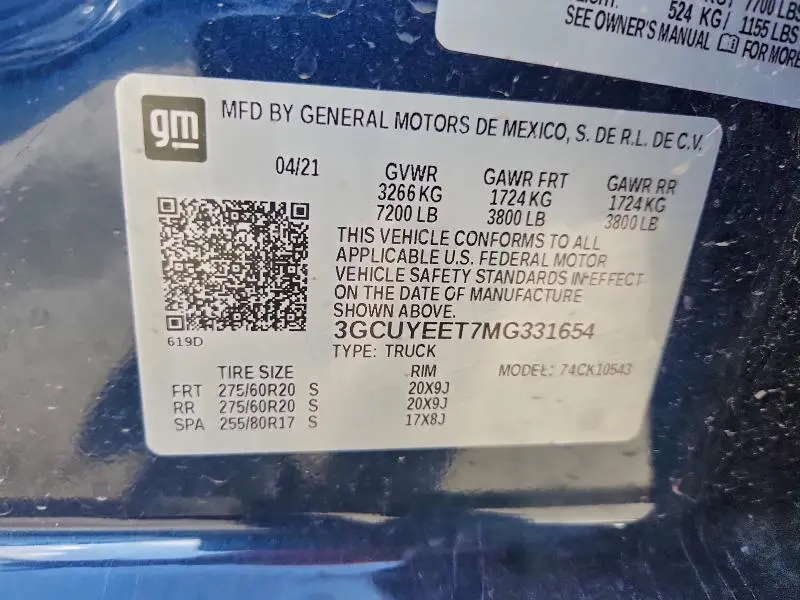 7700 LBS
524 KG/ 1155 LBS
SEE OWNER'S MANUAL FOR MORE
gm
MFD BY GENERAL MOTORS DE MEXICO, S. DE R.L. DE C.V.
04/21 GVWR GAWR FRT GAWR RR
3266 KG 1724 KG 1724 KG
7200 LB 3800 LB 3800 LB
THIS VEHICLE CONFORMS TO ALL
APPLICABLE U.S. FEDERAL MOTOR
VEHICLE SAFETY STANDARDS IN EFFECT
ON THE DATE OF MANUFACTURE
SHOWN ABOVE.
3GCUYEET7MG331654
619D
TYPE: TRUCK
TIRE SIZE RIM MODEL: 74CK10543
FRT 275/60R20 S 20X9J
RR 275/60R20 S 20X9J
SPA 255/80R17 S 17X8J